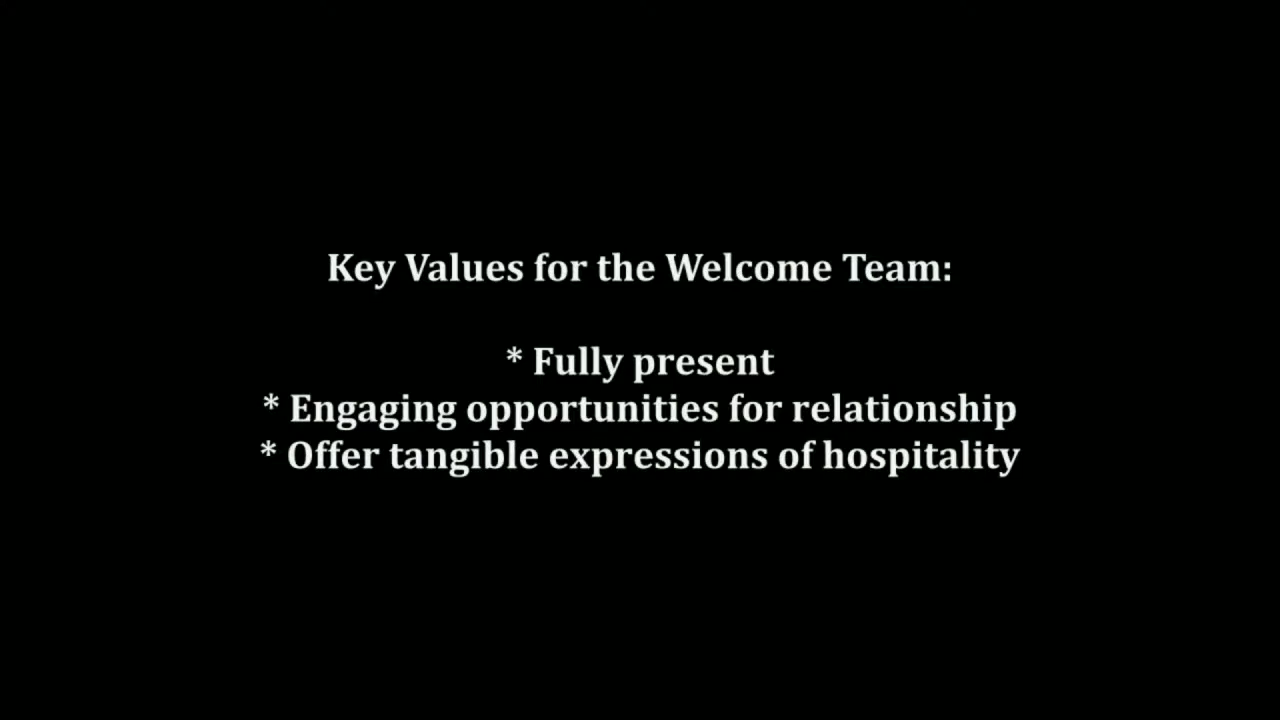 Key Values for the Welcome Team:
* Fully present
* Engaging opportunities for relationship
* Offer tangible expressions of hospitality